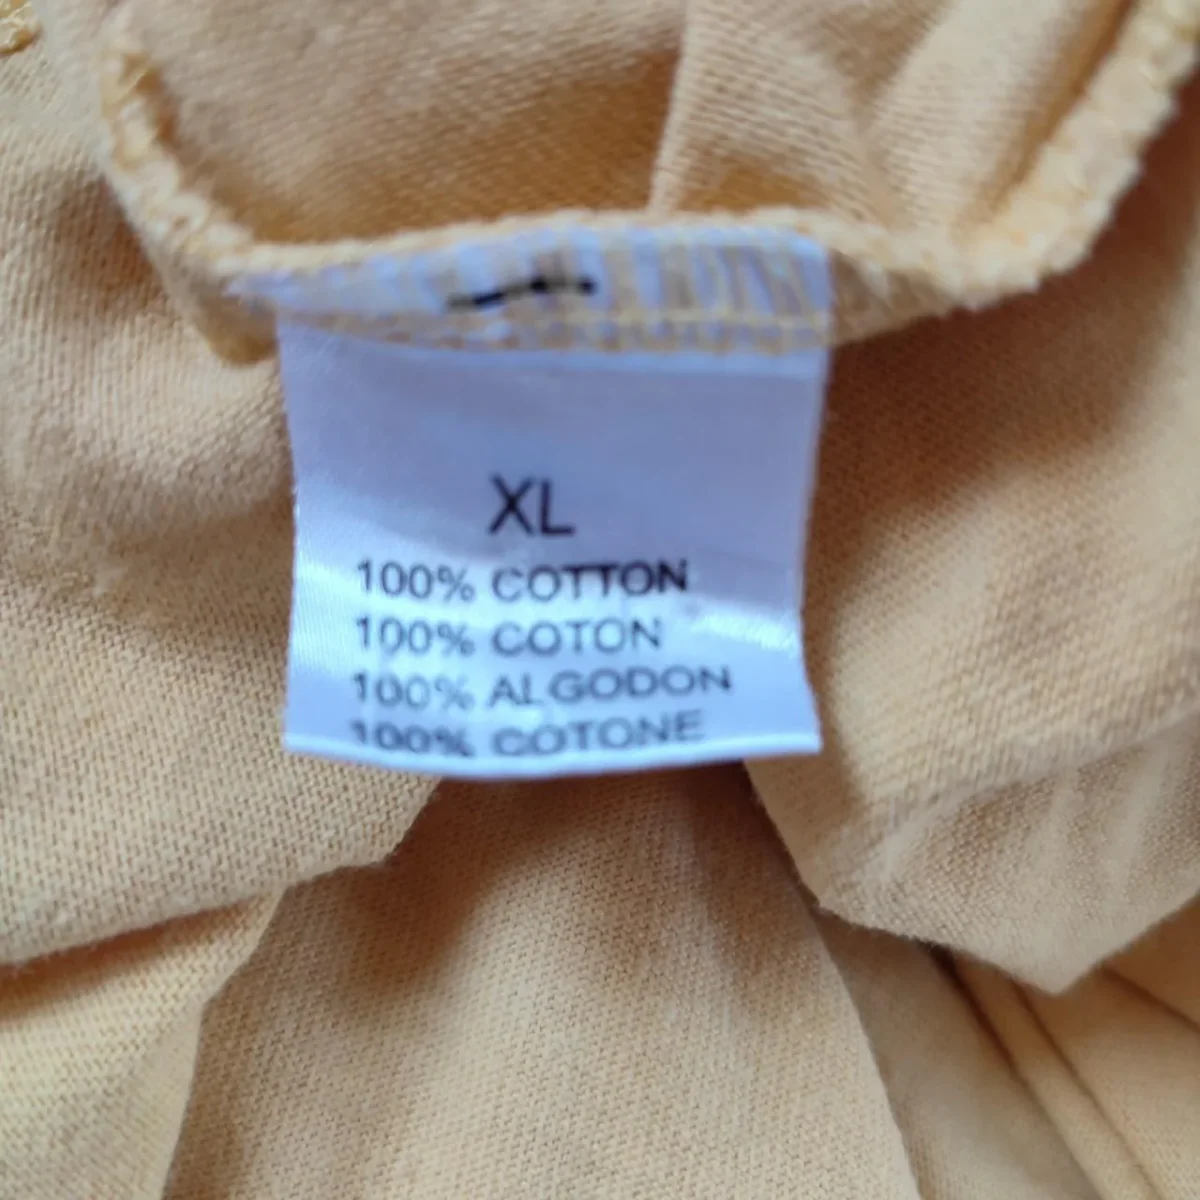 XL
100% COTTON
100% COTON
100% ALGODON
100% COTONE